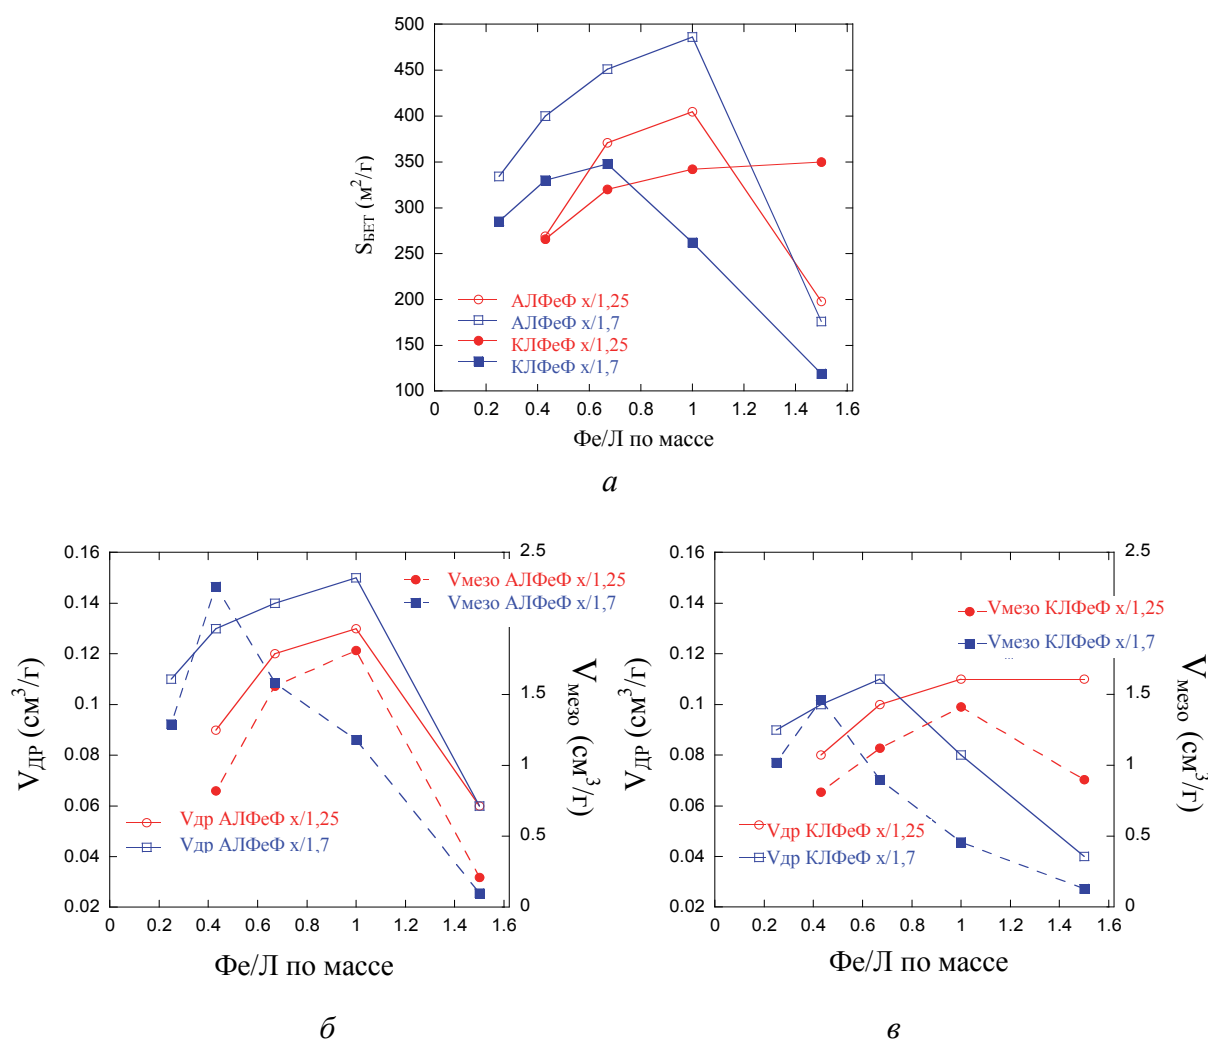 500
450
400
350
300
250
200
150
100
S_БЕТ (м²/г)
АЛФеФ х/1,25
АЛФеФ х/1,7
КЛФеФ х/1,25
КЛФеФ х/1,7
0 0.2 0.4 0.6 0.8 1 1.2 1.4 1.6
Фе/Л по массе
а
0.16
0.14
0.12
0.1
0.08
0.06
0.04
0.02
V_ДР (см³/г)
2.5
1.5
1
0.5
0
V_мезо (см³/г)
Vмезо АЛФеФ х/1,25
Vмезо АЛФеФ х/1,7
Vдр АЛФеФ х/1,25
Vдр АЛФеФ х/1,7
0 0.2 0.4 0.6 0.8 1 1.2 1.4 1.6
Фе/Л по массе
б
0.16
0.14
0.12
0.1
0.08
0.06
0.04
0.02
V_ДР (см³/г)
2.5
1.5
1
0.5
0
V_мезо (см³/г)
Vмезо КЛФеФ х/1,25
Vмезо КЛФеФ х/1,7
Vдр КЛФеФ х/1,25
Vдр КЛФеФ х/1,7
0 0.2 0.4 0.6 0.8 1 1.2 1.4 1.6
Фе/Л по массе
в